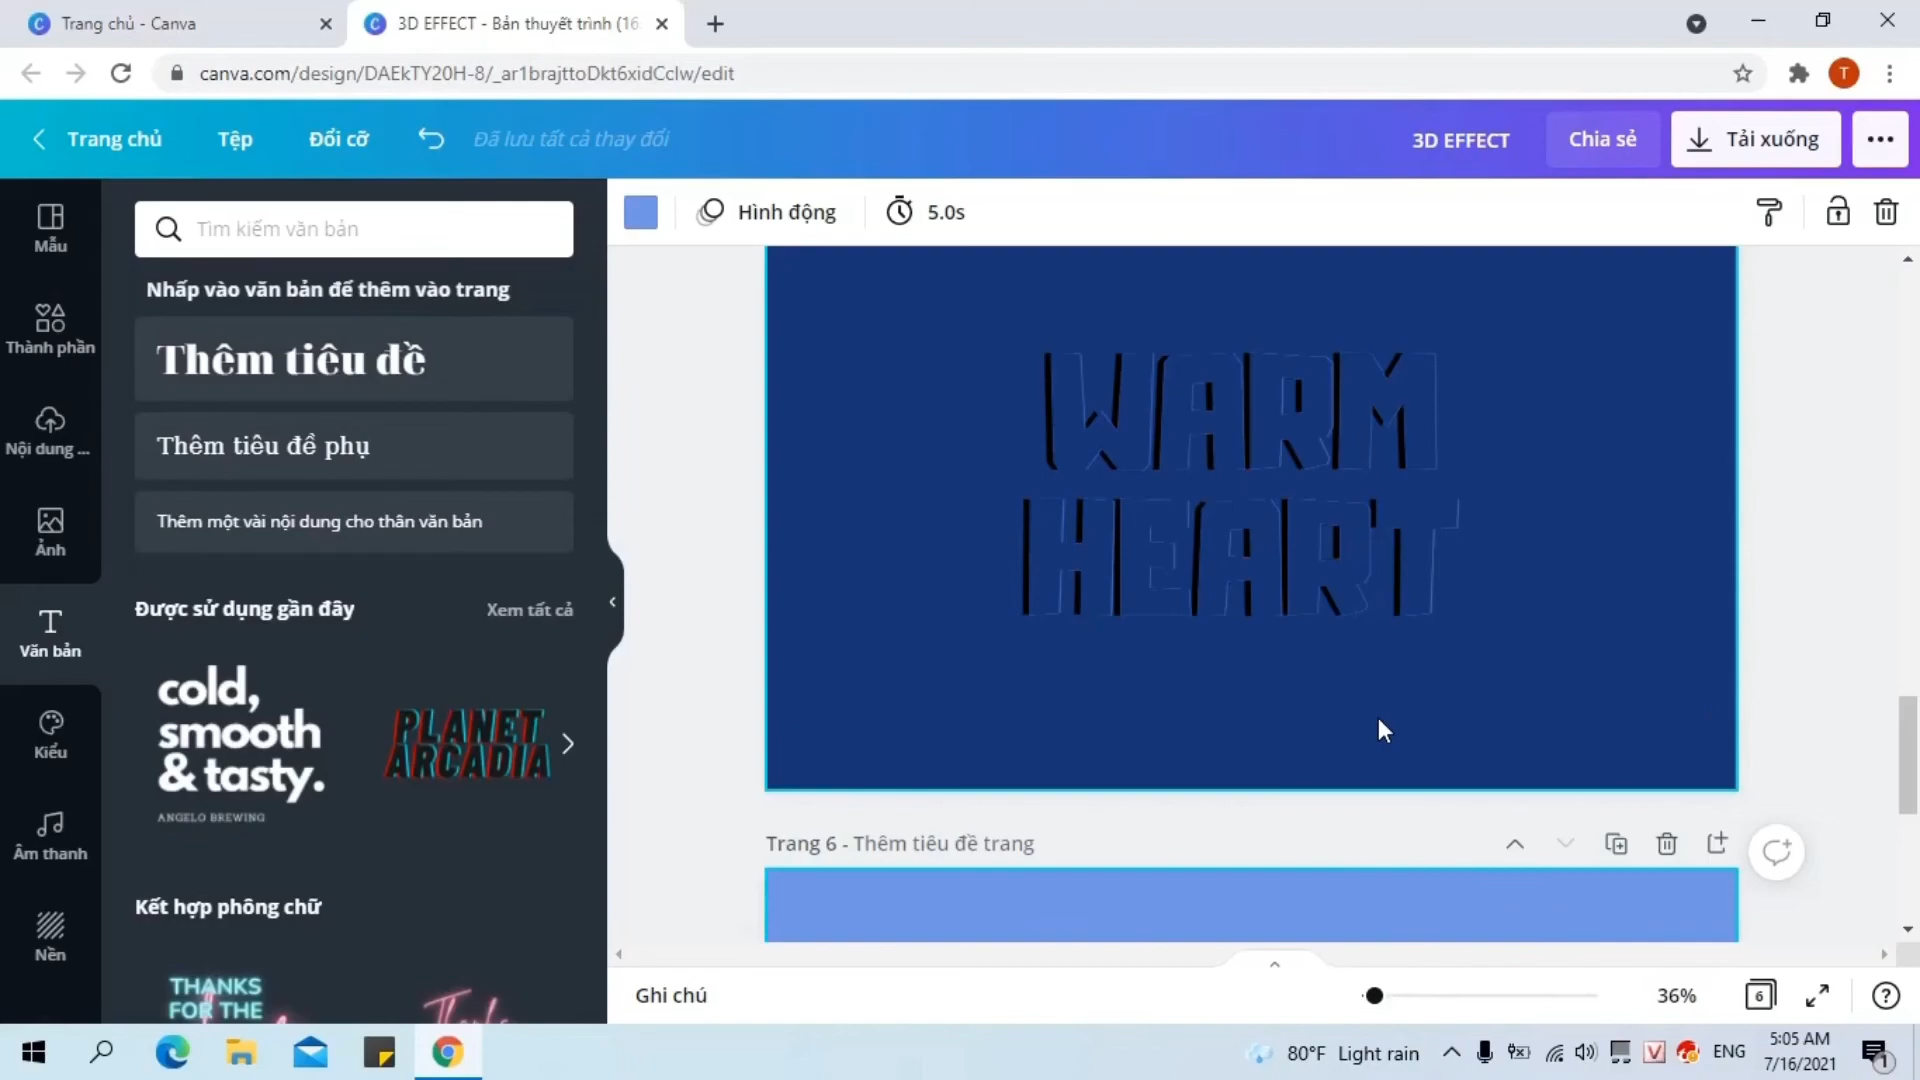 Trang chủ - Canva
3D EFFECT - Bản thuyết trình (16:
canva.com/design/DAEkTY20H-8/_ar1brajttoDkt6xidCclw/edit
T
Trang chủ
Tệp
Đổi cỡ
Đã lưu tất cả thay đổi
3D EFFECT
Chia sẻ
Tải xuống
Mẫu
Thành phần
Nội dung ...
Ảnh
Văn bản
Kiểu
Âm thanh
Nền
Tìm kiếm văn bản
Nhấp vào văn bản để thêm vào trang
Thêm tiêu đề
Thêm tiêu đề phụ
Thêm một vài nội dung cho thân văn bản
Được sử dụng gần đây
Xem tất cả
cold,
smooth
& tasty.
ANGELO BREWING
PLANET
ARCADIA
Kết hợp phông chữ
THANKS
FOR THE
Thanks
Hình động
5.0s
WARM
HEART
Trang 6 - Thêm tiêu đề trang
Ghi chú
36%
6
80°F Light rain
ENG
5:05 AM
7/16/2021
1